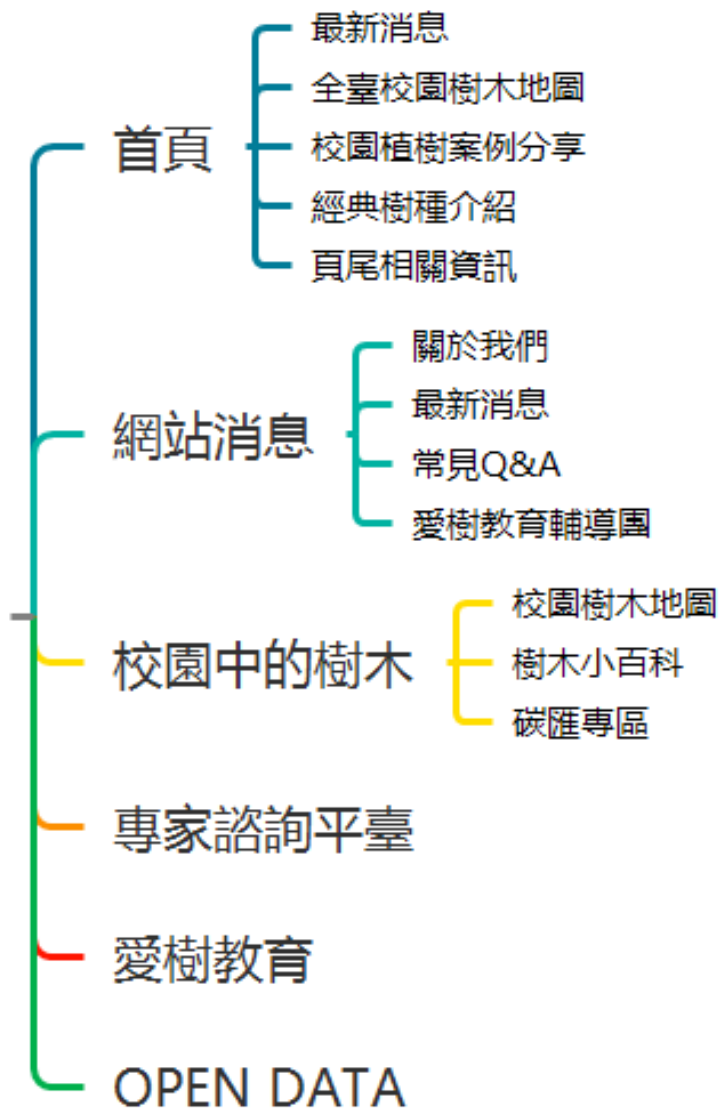 首頁
最新消息
全臺校園樹木地圖
校園植樹案例分享
經典樹種介紹
頁尾相關資訊
網站消息
關於我們
最新消息
常見Q&A
愛樹教育輔導團
校園中的樹木
校園樹木地圖
樹木小百科
碳匯專區
專家諮詢平臺
愛樹教育
OPEN DATA